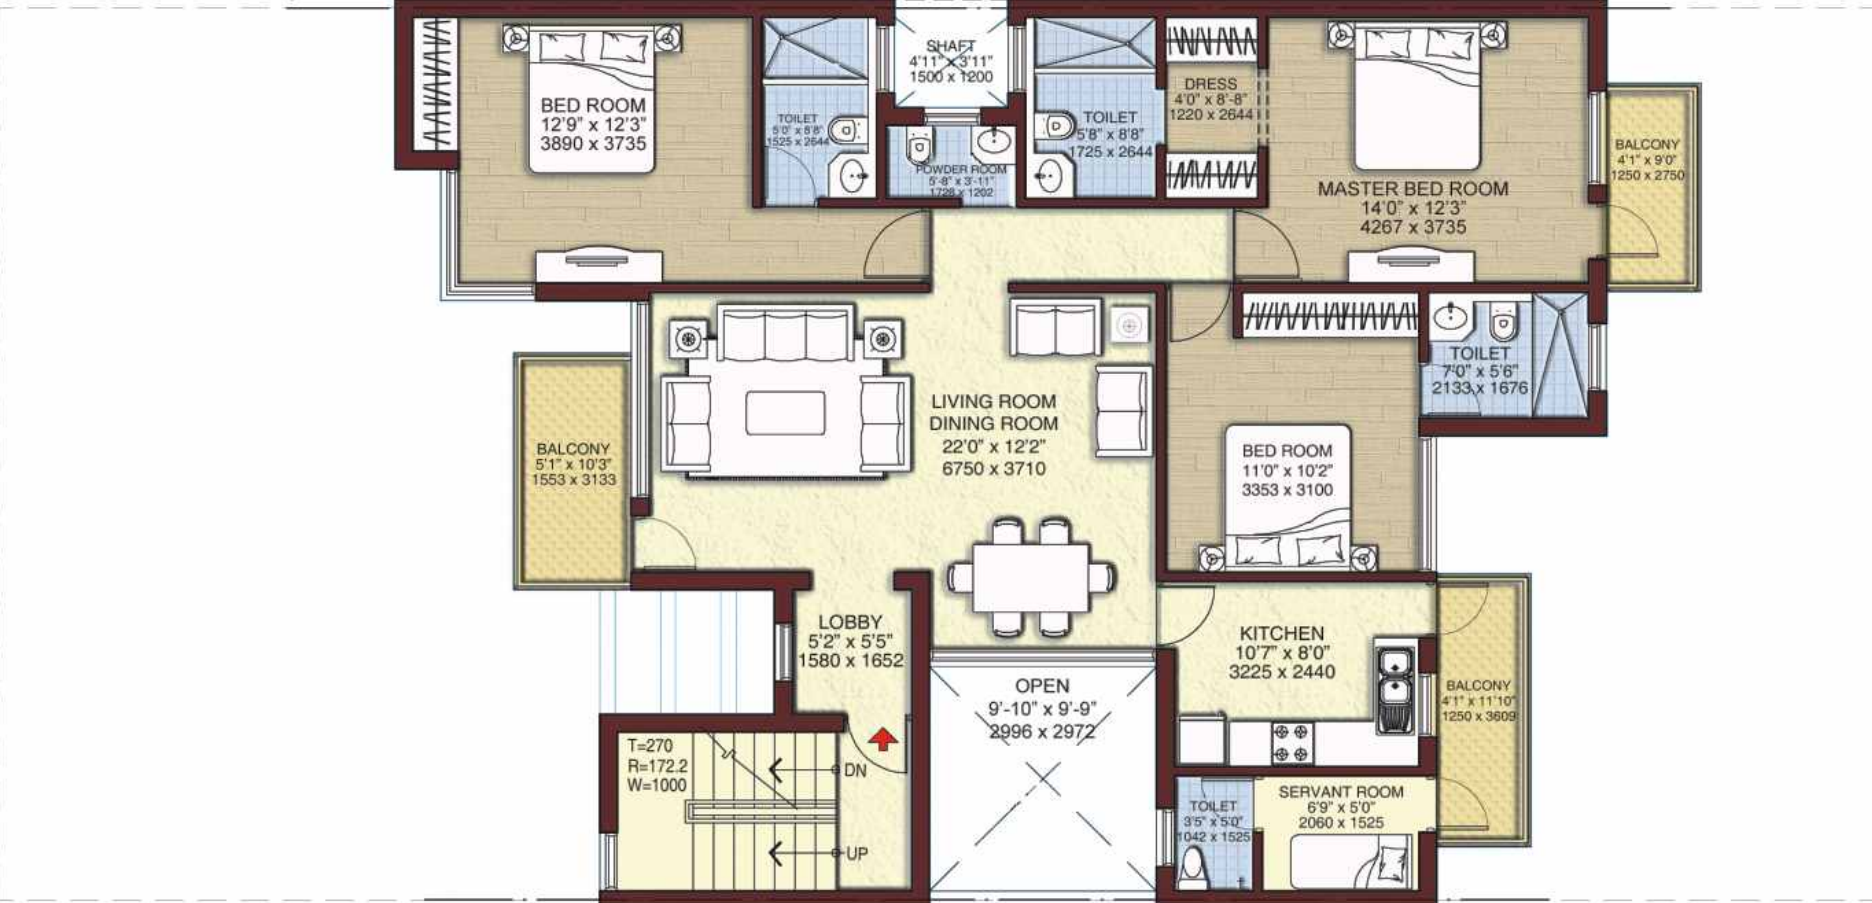 BED ROOM
12'9" x 12'3"
3890 x 3735
TOILET
5'0" x 8'8"
1525 x 2644
SHAFT
4'11" x 3'11"
1500 x 1200
POWDER ROOM
5'-8" x 3'-11"
1728 x 1202
TOILET
5'8" x 8'8"
1725 x 2644
DRESS
4'0" x 8'-8"
1220 x 2644
MASTER BED ROOM
14'0" x 12'3"
4267 x 3735
BALCONY
4'1" x 9'0"
1250 x 2750
TOILET
7'0" x 5'6"
2133 x 1676
BALCONY
5'1" x 10'3"
1553 x 3133
LIVING ROOM
DINING ROOM
22'0" x 12'2"
6750 x 3710
BED ROOM
11'0" x 10'2"
3353 x 3100
LOBBY
5'2" x 5'5"
1580 x 1652
OPEN
9'-10" x 9'-9"
2996 x 2972
KITCHEN
10'7" x 8'0"
3225 x 2440
BALCONY
4'1" x 11'10"
1250 x 3609
T=270
R=172.2
W=1000
DN
UP
TOILET
3'5" x 5'0"
1042 x 1525
SERVANT ROOM
6'9" x 5'0"
2060 x 1525